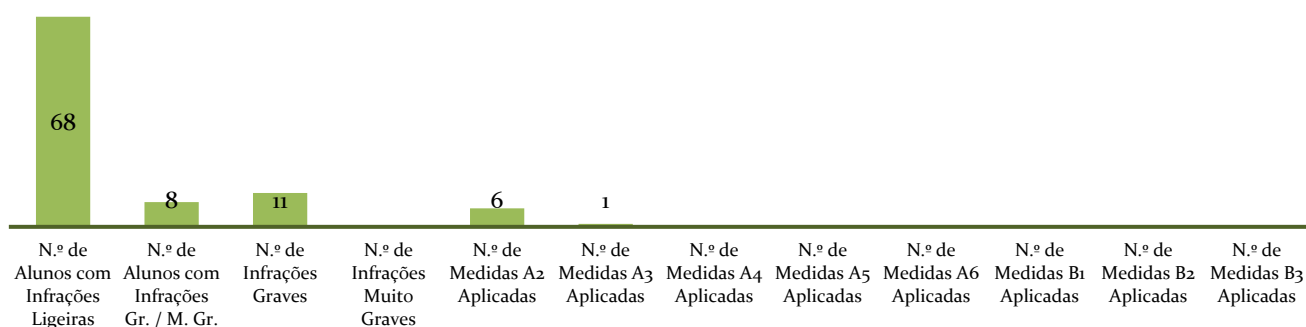 68
8
11
6
1
N.º de
Alunos com
Infrações
Ligeiras
N.º de
Alunos com
Infrações
Gr. / M. Gr.
N.º de
Infrações
Graves
N.º de
Infrações
Muito
Graves
N.º de
Medidas A2
Aplicadas
N.º de
Medidas A3
Aplicadas
N.º de
Medidas A4
Aplicadas
N.º de
Medidas A5
Aplicadas
N.º de
Medidas A6
Aplicadas
N.º de
Medidas B1
Aplicadas
N.º de
Medidas B2
Aplicadas
N.º de
Medidas B3
Aplicadas